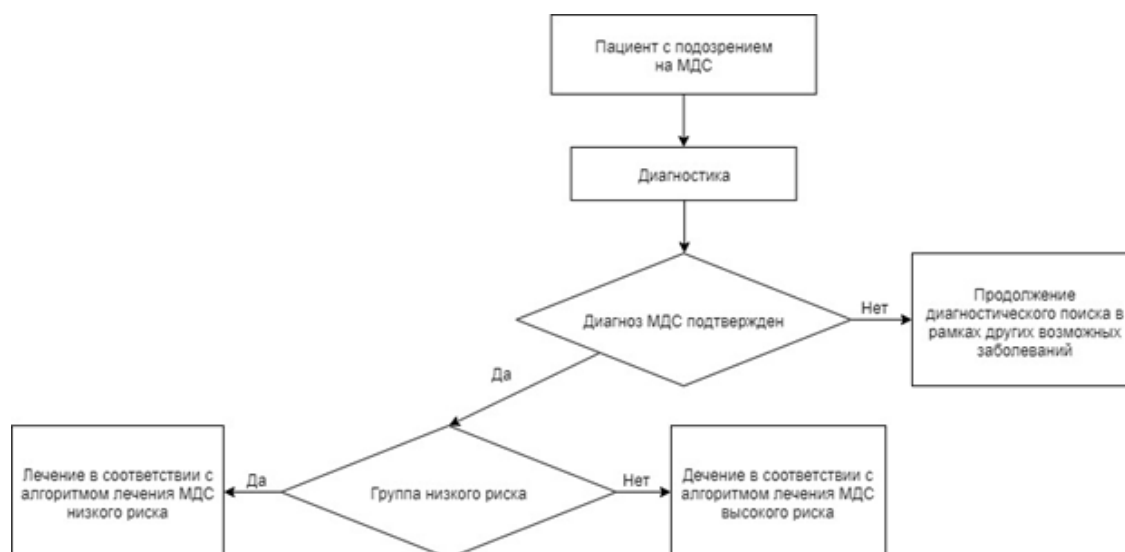 Пациент с подозрением
на МДС
Диагностика
Диагноз МДС подтвержден
Нет
Продолжение
диагностического поиска в
рамках других возможных
заболеваний
Да
Лечение в соответствии с
алгоритмом лечения МДС
низкого риска
Да
Группа низкого риска
Нет
Дечение в соответствии с
алгоритмом лечения МДС
высокого риска